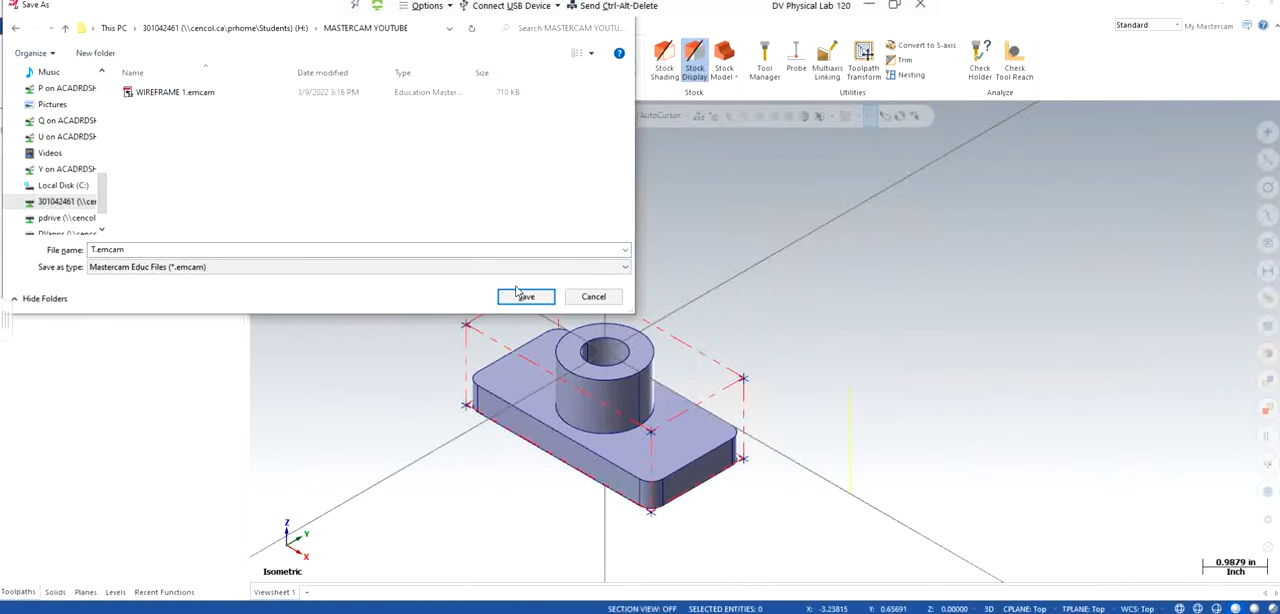 Save As
Options
Connect USB Device
Send Ctrl-Alt-Delete
DV Physical Lab 120
This PC
301042461 (\\cencol.ca\prhome\Students) (H:)
MASTERCAM YOUTUBE
Search MASTERCAM YOUTU...
Standard
My Mastercam
Organize
New folder
Name
Date modified
Type
Size
WIREFRAME 1.emcam
3/9/2022 3:16 PM
Education Master...
710 KB
Music
P on ACADRDSH
Pictures
Q on ACADRDSH
U on ACADRDSH
Videos
Y on ACADRDSH
Local Disk (C:)
301042461 (\\cer
pdrive (\\cencol
File name:
T.emcam
Save as type:
Mastercam Educ Files (*.emcam)
Hide Folders
Save
Cancel
Stock Shading
Stock Display
Stock Model
Stock
Tool Manager
Probe
Multiaxis Linking
Toolpath Transform
Convert to 5-axis
Trim
Nesting
Utilities
Check Holder
Check Tool Reach
Analyze
AutoCursor
Z
Y
X
Isometric
0.9879 in
Inch
Toolpaths
Solids
Planes
Levels
Recent Functions
Viewsheet 1
+
SECTION VIEW: OFF
SELECTED ENTITIES: 0
X: -3.23815
Y: 0.65691
Z: 0.00000
3D
CPLANE: Top
TPLANE: Top
WCS: Top